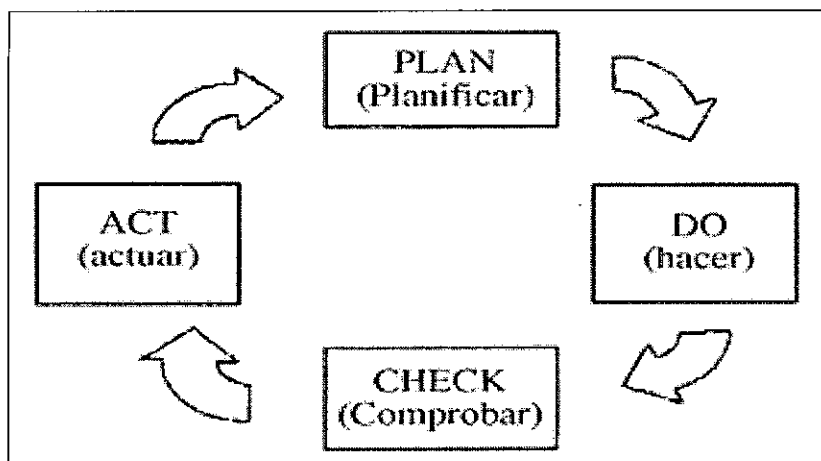 PLAN
(Planificar)
DO
(hacer)
CHECK
(Comprobar)
ACT
(actuar)